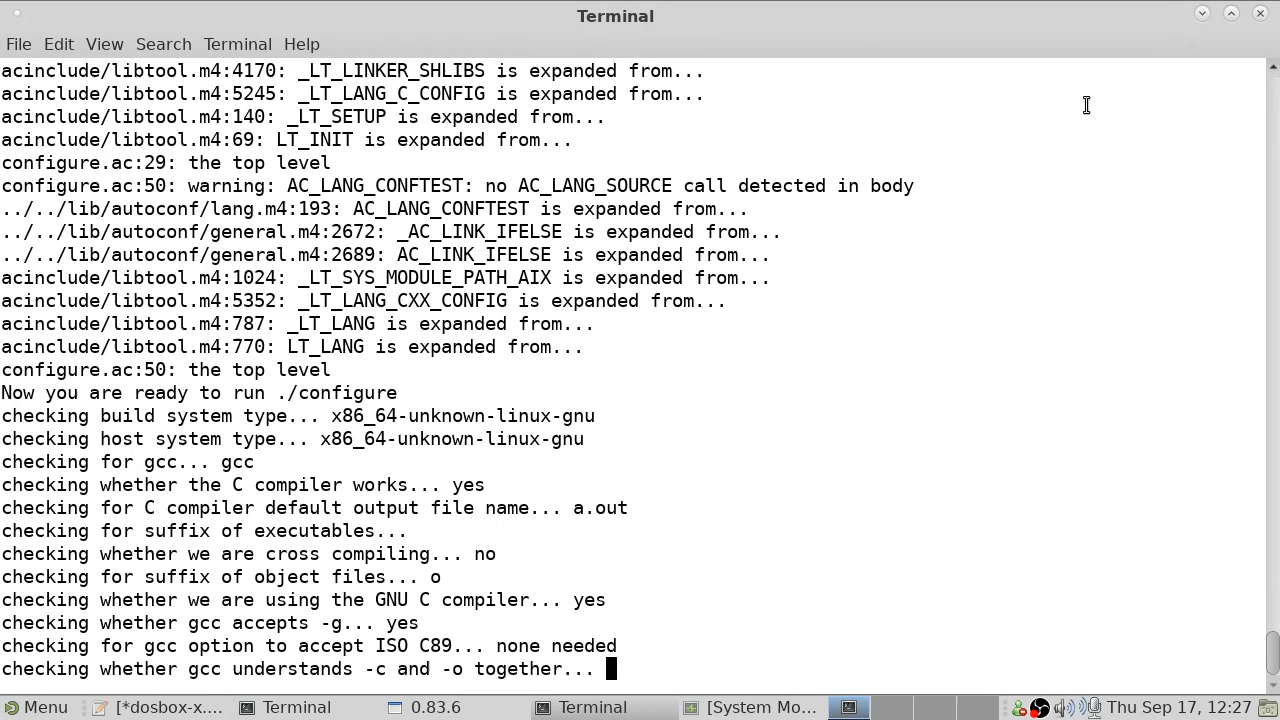 Terminal
File Edit View Search Terminal Help
acinclude/libtool.m4:4170: _LT_LINKER_SHLIBS is expanded from...
acinclude/libtool.m4:5245: _LT_LANG_C_CONFIG is expanded from...
acinclude/libtool.m4:140: _LT_SETUP is expanded from...
acinclude/libtool.m4:69: LT_INIT is expanded from...
configure.ac:29: the top level
configure.ac:50: warning: AC_LANG_CONFTEST: no AC_LANG_SOURCE call detected in body
../../lib/autoconf/lang.m4:193: AC_LANG_CONFTEST is expanded from...
../../lib/autoconf/general.m4:2672: _AC_LINK_IFELSE is expanded from...
../../lib/autoconf/general.m4:2689: AC_LINK_IFELSE is expanded from...
acinclude/libtool.m4:1024: _LT_SYS_MODULE_PATH_AIX is expanded from...
acinclude/libtool.m4:5352: _LT_LANG_CXX_CONFIG is expanded from...
acinclude/libtool.m4:787: _LT_LANG is expanded from...
acinclude/libtool.m4:770: LT_LANG is expanded from...
configure.ac:50: the top level
Now you are ready to run ./configure
checking build system type... x86_64-unknown-linux-gnu
checking host system type... x86_64-unknown-linux-gnu
checking for gcc... gcc
checking whether the C compiler works... yes
checking for C compiler default output file name... a.out
checking for suffix of executables...
checking whether we are cross compiling... no
checking for suffix of object files... o
checking whether we are using the GNU C compiler... yes
checking whether gcc accepts -g... yes
checking for gcc option to accept ISO C89... none needed
checking whether gcc understands -c and -o together...
Menu [*dosbox-x.... Terminal 0.83.6 Terminal [System Mo... Thu Sep 17, 12:27